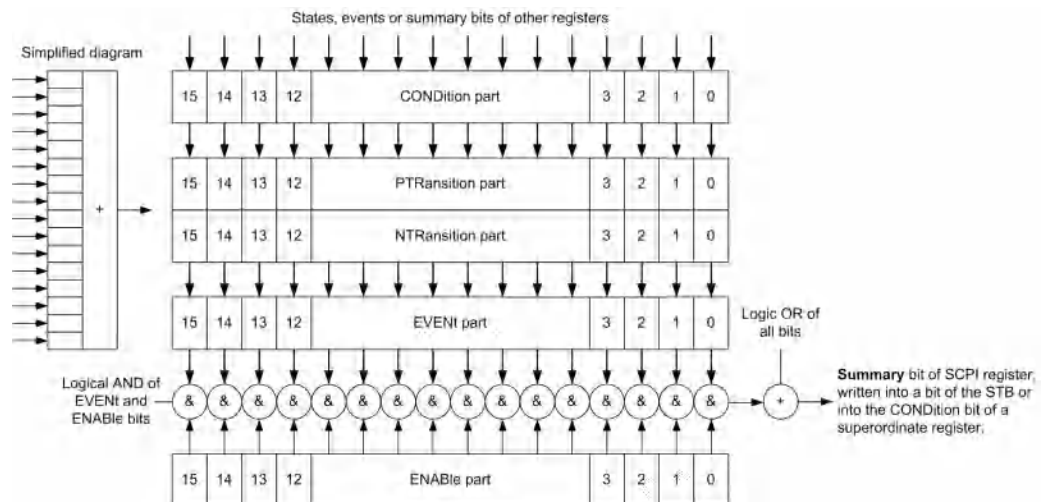 States, events or summary bits of other registers
Simplified diagram
15 14 13 12 CONDition part 3 2 1 0
15 14 13 12 PTRansition part 3 2 1 0
+
15 14 13 12 NTRansition part 3 2 1 0
15 14 13 12 EVENt part 3 2 1 0
Logic OR of
all bits
Logical AND of
EVENt and
ENABle bits
& & & & & & & & & & & & & & & &
+
Summary bit of SCPI register,
written into a bit of the STB or
into the CONDition bit of a
superordinate register.
15 14 13 12 ENABle part 3 2 1 0